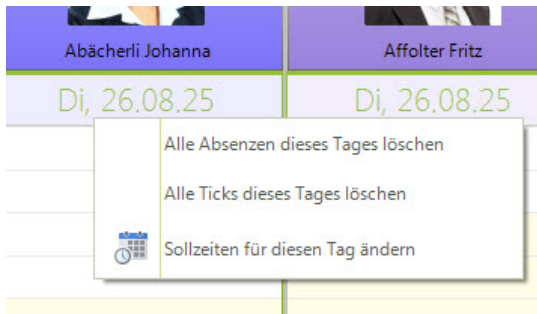 Abächerli Johanna
Affolter Fritz
Di, 26.08.25
Di, 26.08.25
Alle Absenzen dieses Tages löschen
Alle Ticks dieses Tages löschen
Sollzeiten für diesen Tag ändern